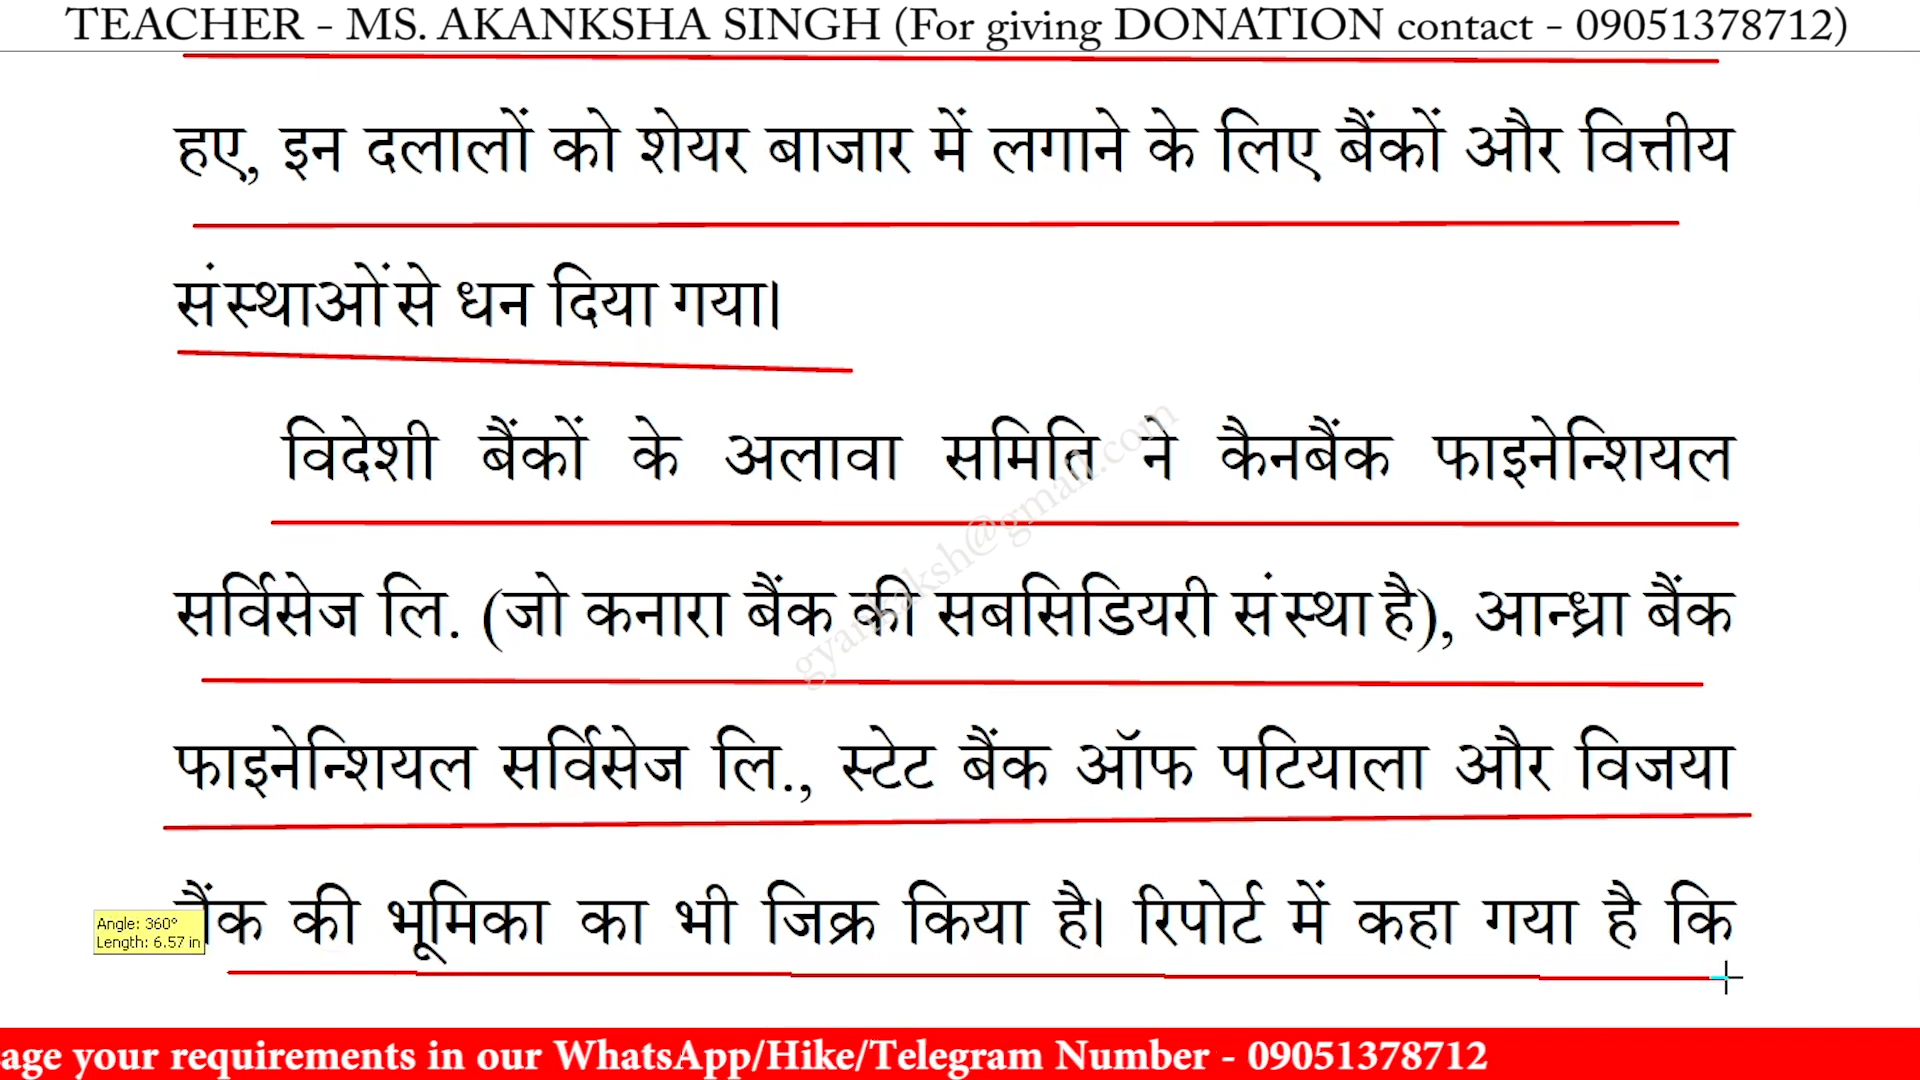 TEACHER - MS. AKANKSHA SINGH (For giving DONATION contact - 09051378712)
हए, इन दलालों को शेयर बाजार में लगाने के लिए बैंकों और वित्तीय
संस्थाओं से धन दिया गया।
विदेशी बैंकों के अलावा समिति ने कैनबैंक फाइनेन्शियल
सर्विसेज लि. (जो कनारा बैंक की सबसिडियरी संस्था है), आन्ध्रा बैंक
फाइनेन्शियल सर्विसेज लि., स्टेट बैंक ऑफ पटियाला और विजया
बैंक की भूमिका का भी जिक्र किया है। रिपोर्ट में कहा गया है कि
Angle: 360°
Length: 6.57 in
age your requirements in our WhatsApp/Hike/Telegram Number - 09051378712